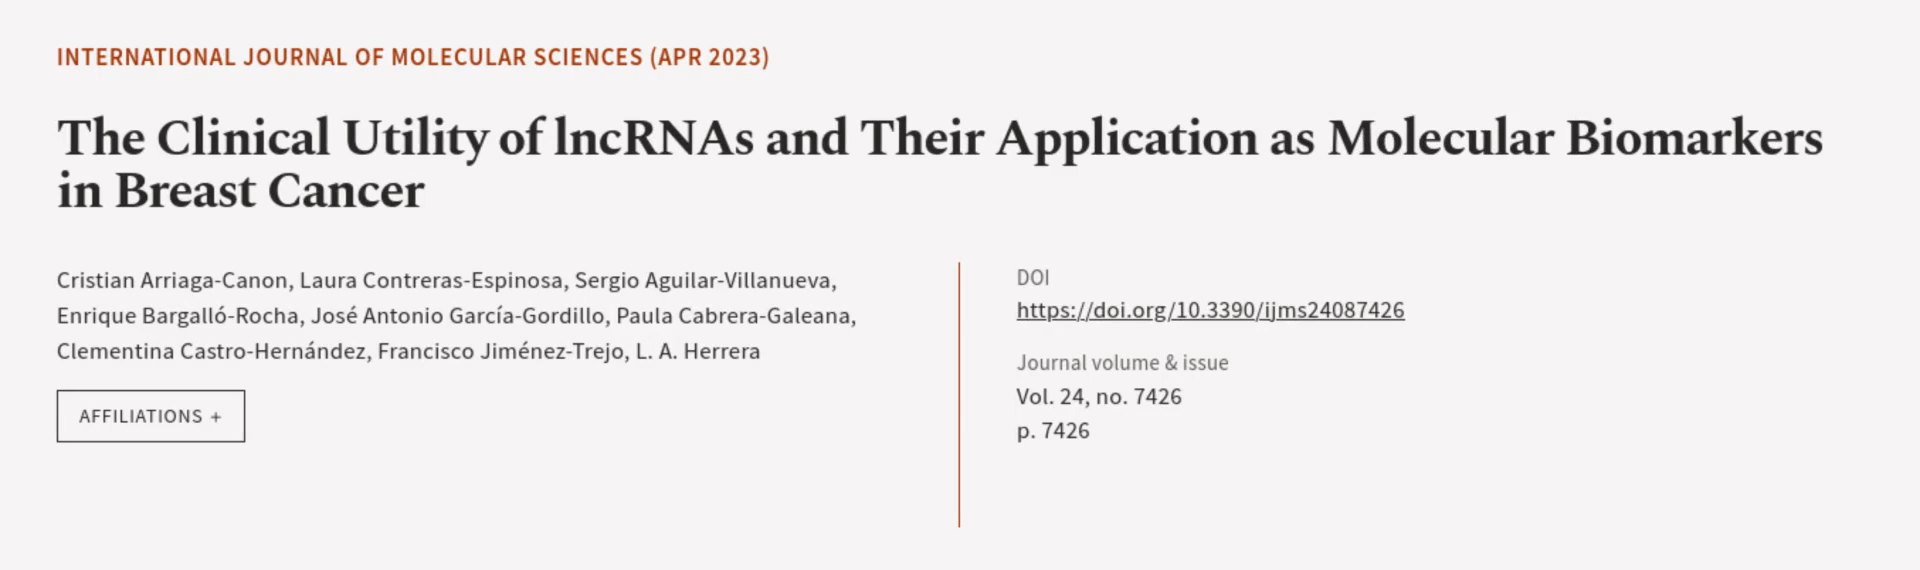 INTERNATIONAL JOURNAL OF MOLECULAR SCIENCES (APR 2023)
The Clinical Utility of lncRNAs and Their Application as Molecular Biomarkers
in Breast Cancer
Cristian Arriaga-Canon, Laura Contreras-Espinosa, Sergio Aguilar-Villanueva,
Enrique Bargalló-Rocha, José Antonio García-Gordillo, Paula Cabrera-Galeana,
Clementina Castro-Hernández, Francisco Jiménez-Trejo, L. A. Herrera
AFFILIATIONS +
DOI
https://doi.org/10.3390/ijms24087426
Journal volume & issue
Vol. 24, no. 7426
p. 7426